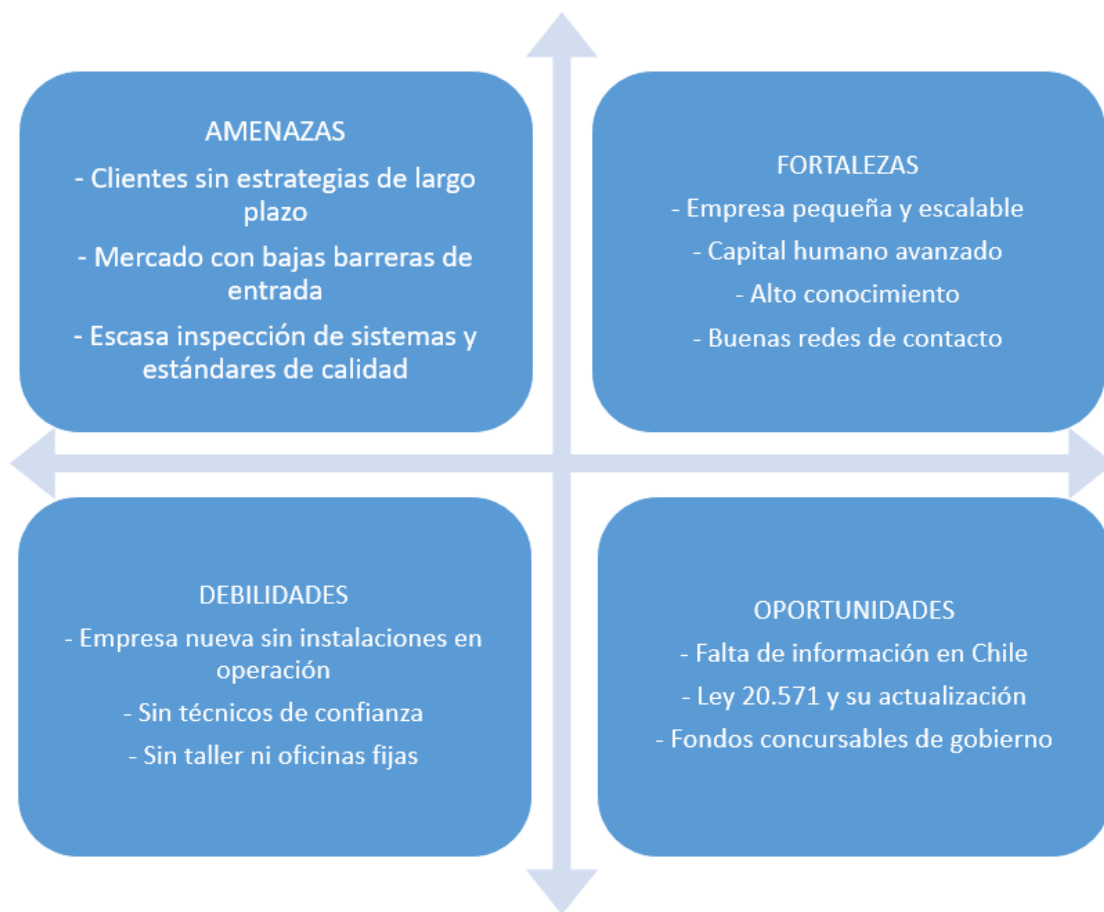 AMENAZAS
- Clientes sin estrategias de largo
plazo
- Mercado con bajas barreras de
entrada
- Escasa inspección de sistemas y
estándares de calidad
FORTALEZAS
- Empresa pequeña y escalable
- Capital humano avanzado
- Alto conocimiento
- Buenas redes de contacto
DEBILIDADES
- Empresa nueva sin instalaciones en
operación
- Sin técnicos de confianza
- Sin taller ni oficinas fijas
OPORTUNIDADES
- Falta de información en Chile
- Ley 20.571 y su actualización
- Fondos concursables de gobierno